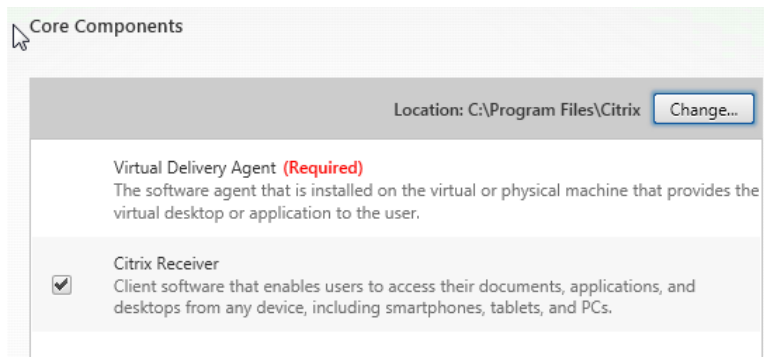 Core Components
Location: C:\Program Files\Citrix Change...
Virtual Delivery Agent (Required)
The software agent that is installed on the virtual or physical machine that provides the
virtual desktop or application to the user.
Citrix Receiver
Client software that enables users to access their documents, applications, and
desktops from any device, including smartphones, tablets, and PCs.